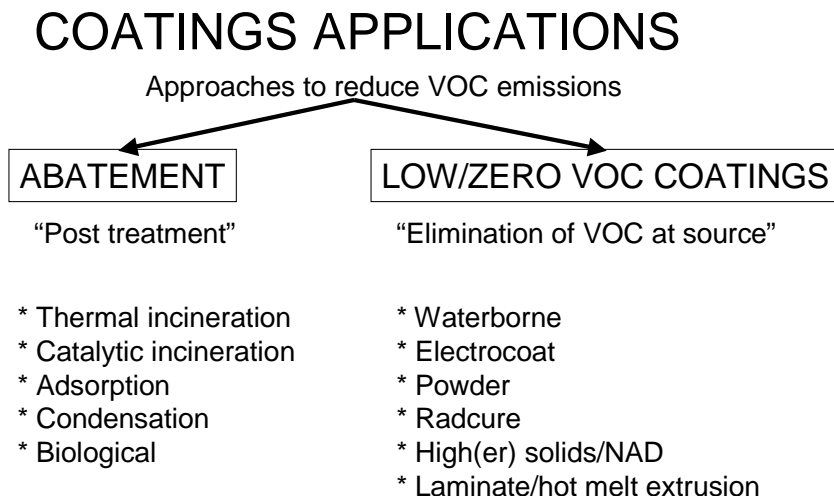 COATINGS APPLICATIONS
Approaches to reduce VOC emissions
ABATEMENT
“Post treatment”
* Thermal incineration
* Catalytic incineration
* Adsorption
* Condensation
* Biological
LOW/ZERO VOC COATINGS
“Elimination of VOC at source”
* Waterborne
* Electrocoat
* Powder
* Radcure
* High(er) solids/NAD
* Laminate/hot melt extrusion